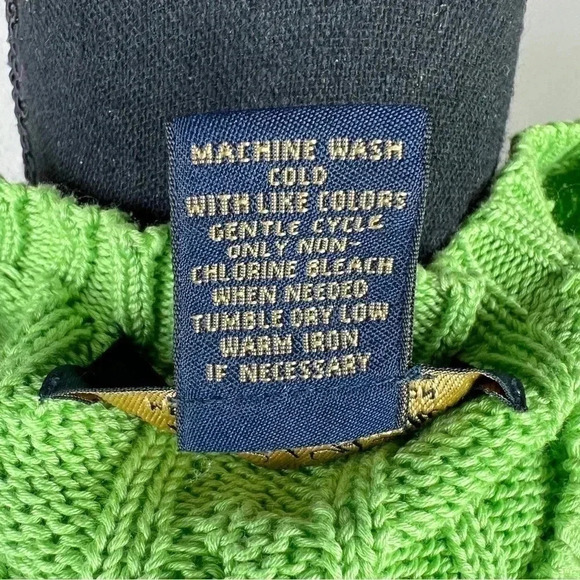 MACHINE WASH
COLD
WITH LIKE COLORS
GENTLE CYCLE
ONLY NON-
CHLORINE BLEACH
WHEN NEEDED
TUMBLE DRY LOW
WARM IRON
IF NECESSARY